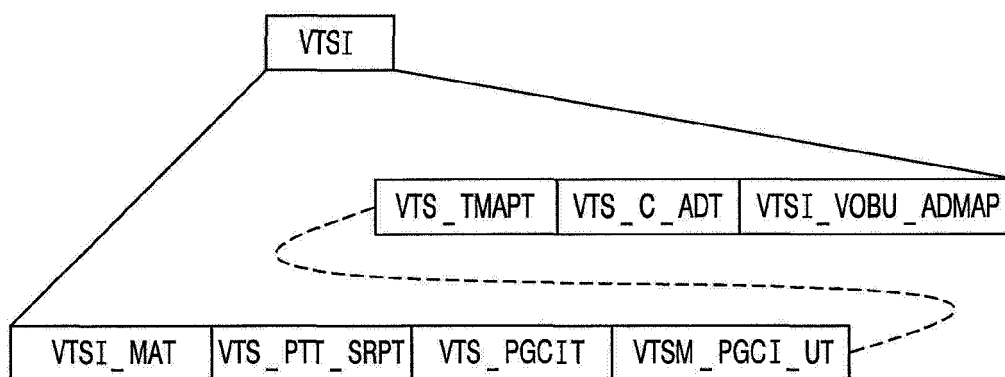 VTSI
VTS_TMAPT VTS_C_ADT VTSI_VOBU_ADMAP
VTSI_MAT VTS_PTT_SRPT VTS_PGCIT VTSM_PGCI_UT